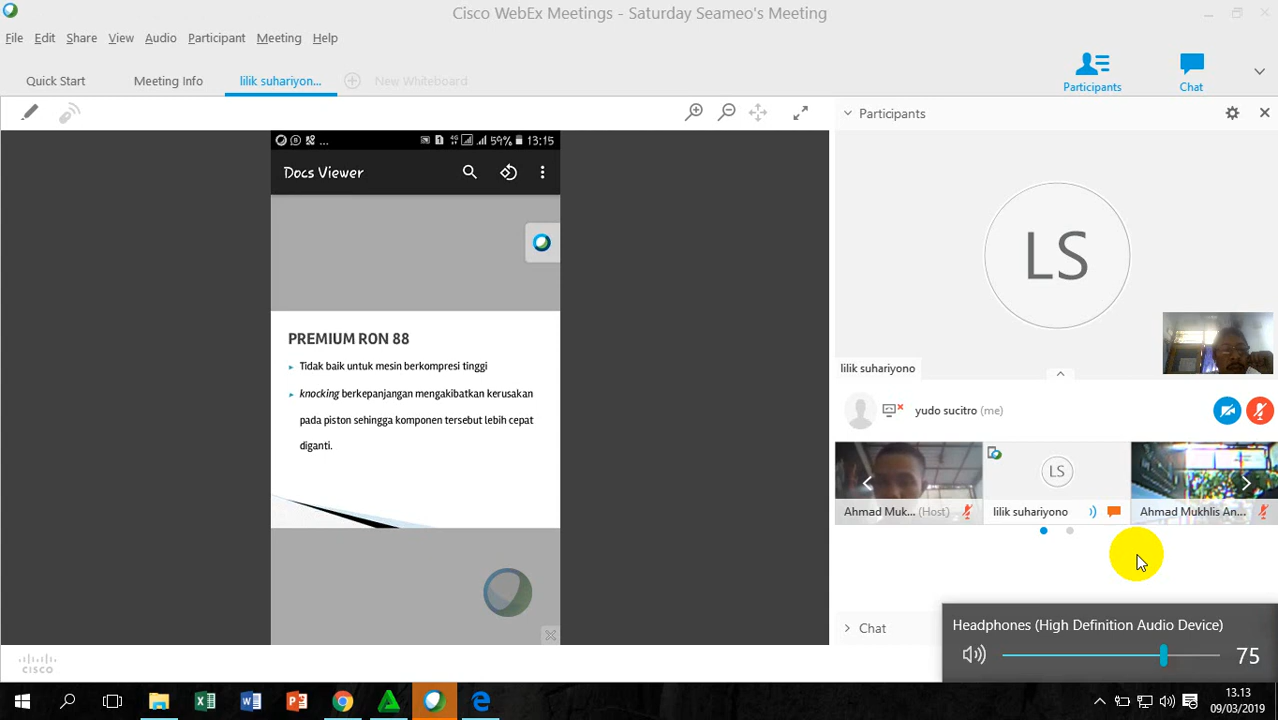 Cisco WebEx Meetings - Saturday Seameo's Meeting
File Edit Share View Audio Participant Meeting Help
Quick Start Meeting Info lilik suhariyon... New Whiteboard
Participants Chat
Participants
... 59% 13:15
Docs Viewer
PREMIUM RON 88
Tidak baik untuk mesin berkompresi tinggi
knocking berkepanjangan mengakibatkan kerusakan
pada piston sehingga komponen tersebut lebih cepat
diganti.
LS
lilik suhariyono
yudo sucitro (me)
LS
Ahmad Muk... (Host) lilik suhariyono Ahmad Mukhlis An...
Chat
Headphones (High Definition Audio Device)
75
cisco
13.13
09/03/2019